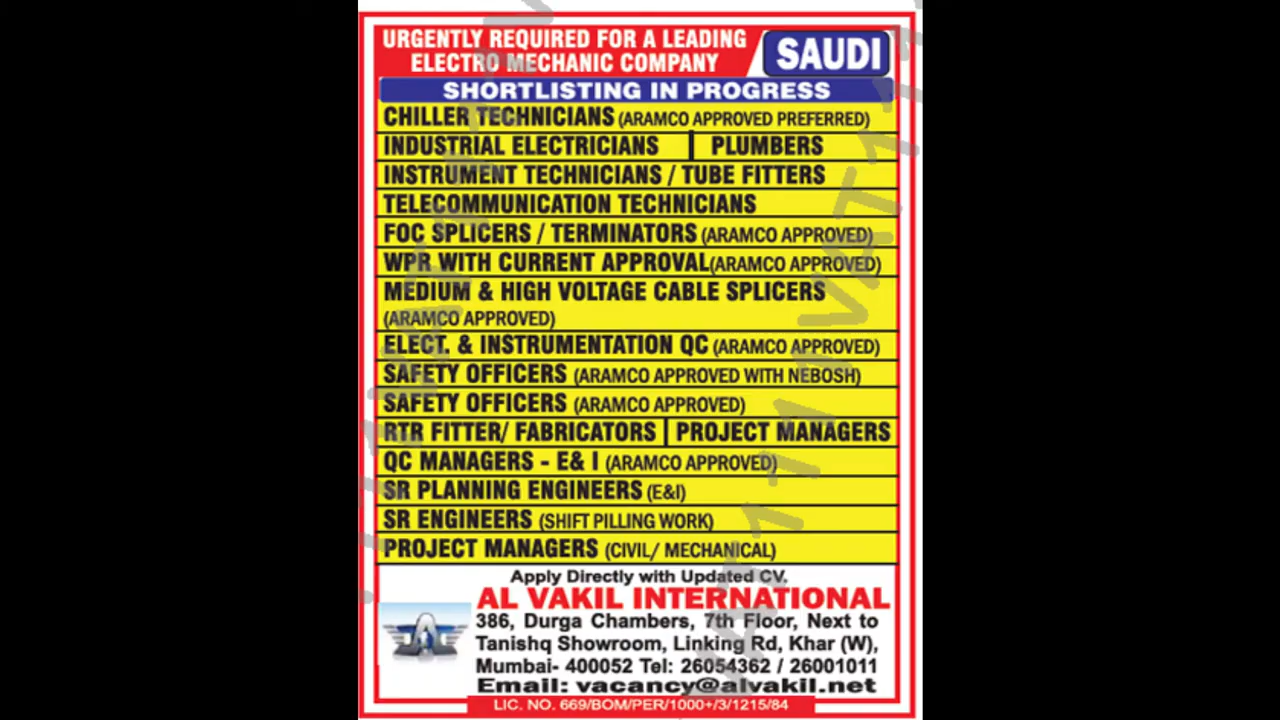 URGENTLY REQUIRED FOR A LEADING
ELECTRO MECHANIC COMPANY
SAUDI
SHORTLISTING IN PROGRESS
CHILLER TECHNICIANS (ARAMCO APPROVED PREFERRED)
INDUSTRIAL ELECTRICIANS | PLUMBERS
INSTRUMENT TECHNICIANS / TUBE FITTERS
TELECOMMUNICATION TECHNICIANS
FOC SPLICERS / TERMINATORS (ARAMCO APPROVED)
WPR WITH CURRENT APPROVAL(ARAMCO APPROVED)
MEDIUM & HIGH VOLTAGE CABLE SPLICERS
(ARAMCO APPROVED)
ELECT. & INSTRUMENTATION QC (ARAMCO APPROVED)
SAFETY OFFICERS (ARAMCO APPROVED WITH NEBOSH)
SAFETY OFFICERS (ARAMCO APPROVED)
RTR FITTER/ FABRICATORS | PROJECT MANAGERS
QC MANAGERS - E& I (ARAMCO APPROVED)
SR PLANNING ENGINEERS (E&I)
SR ENGINEERS (SHIFT PILLING WORK)
PROJECT MANAGERS (CIVIL/ MECHANICAL)
Apply Directly with Updated CV,
AL VAKIL INTERNATIONAL
386, Durga Chambers, 7th Floor, Next to
Tanishq Showroom, Linking Rd, Khar (W),
Mumbai- 400052 Tel: 26054362 / 26001011
Email: vacancy@alvakil.net
LIC. NO. 669/BOM/PER/1000+/3/1215/84